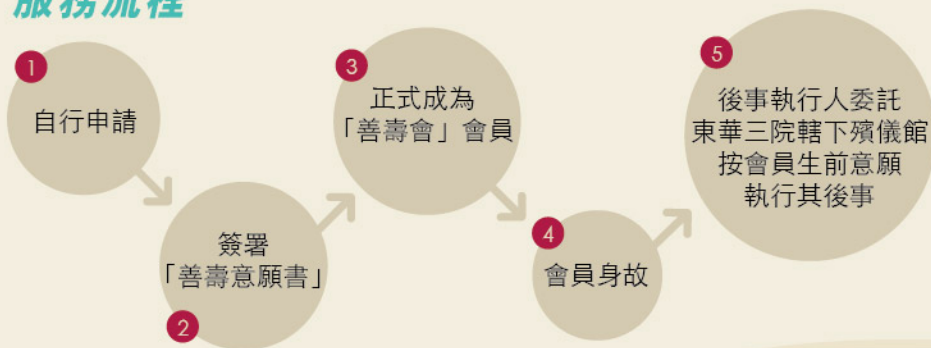 服務流程
1
自行申請
2
簽署
「善壽意願書」
3
正式成為
「善壽會」會員
4
會員身故
5
後事執行人委託
東華三院轄下殯儀館
按會員生前意願
執行其後事